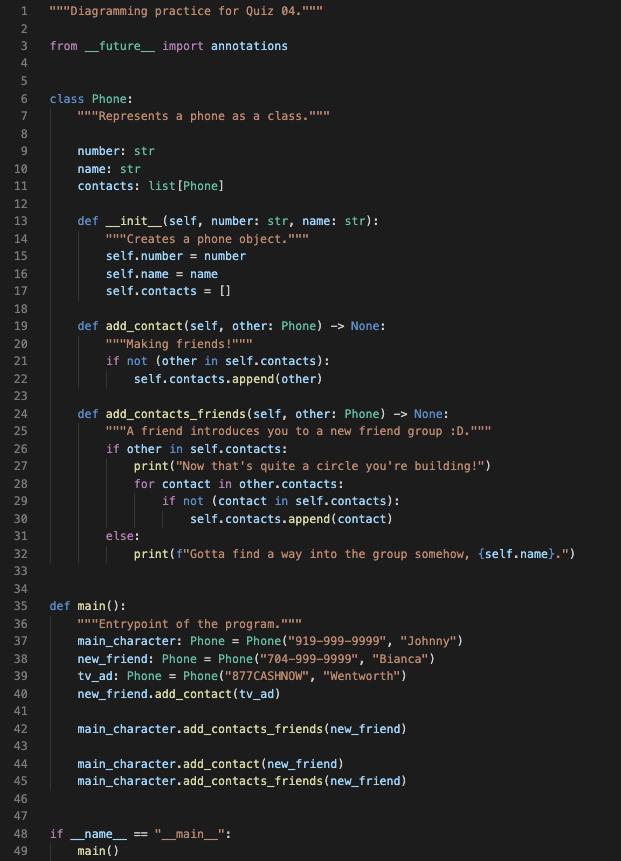 1 """Diagramming practice for Quiz 04."""
2
3 from __future__ import annotations
4
5
6 class Phone:
7     """Represents a phone as a class."""
8
9     number: str
10     name: str
11     contacts: list[Phone]
12
13     def __init__(self, number: str, name: str):
14         """Creates a phone object."""
15         self.number = number
16         self.name = name
17         self.contacts = []
18
19     def add_contact(self, other: Phone) -> None:
20         """Making friends!"""
21         if not (other in self.contacts):
22             self.contacts.append(other)
23
24     def add_contacts_friends(self, other: Phone) -> None:
25         """A friend introduces you to a new friend group :D."""
26         if other in self.contacts:
27             print("Now that's quite a circle you're building!")
28             for contact in other.contacts:
29                 if not (contact in self.contacts):
30                     self.contacts.append(contact)
31         else:
32             print(f"Gotta find a way into the group somehow, {self.name}.")
33
34
35 def main():
36     """Entrypoint of the program."""
37     main_character: Phone = Phone("919-999-9999", "Johnny")
38     new_friend: Phone = Phone("704-999-9999", "Bianca")
39     tv_ad: Phone = Phone("877CASHNOW", "Wentworth")
40     new_friend.add_contact(tv_ad)
41
42     main_character.add_contacts_friends(new_friend)
43
44     main_character.add_contact(new_friend)
45     main_character.add_contacts_friends(new_friend)
46
47
48 if __name__ == "__main__":
49     main()